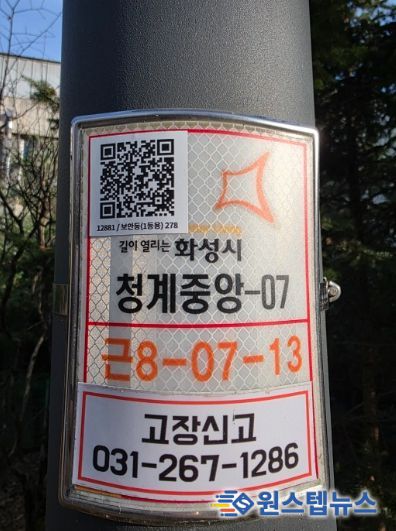 12881 / 보안등(1등용) 278
길이 열리는 화성시
청계중앙-07
근8-07-13
고장신고
031-267-1286
원스텝뉴스